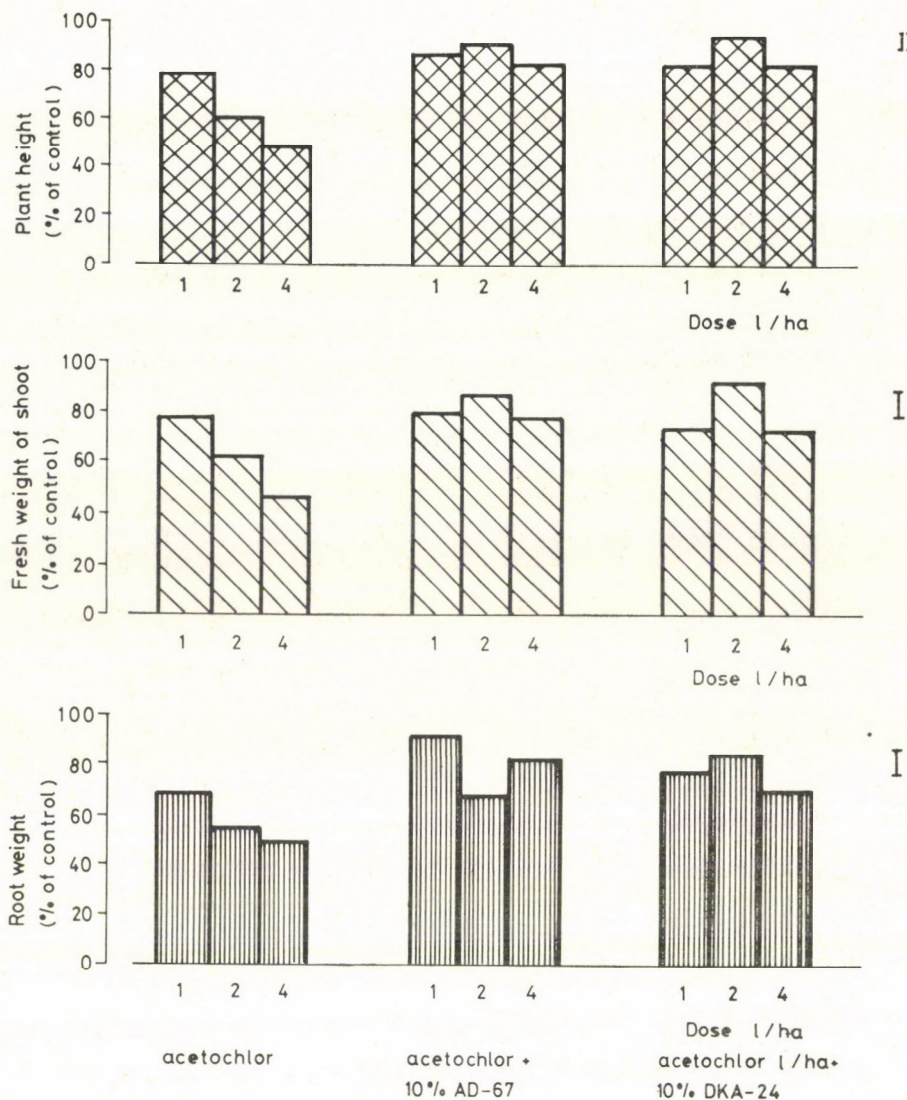 Plant height
(% of control)
100
80
60
40
20
0
1 2 4 1 2 4 1 2 4
Dose l/ha
Fresh weight of shoot
(% of control)
100
80
60
40
20
0
1 2 4 1 2 4 1 2 4
Dose l/ha
Root weight
(% of control)
100
80
60
40
20
0
1 2 4 1 2 4 1 2 4
Dose l/ha
acetochlor
acetochlor +
10% AD-67
acetochlor l/ha+
10% DKA-24